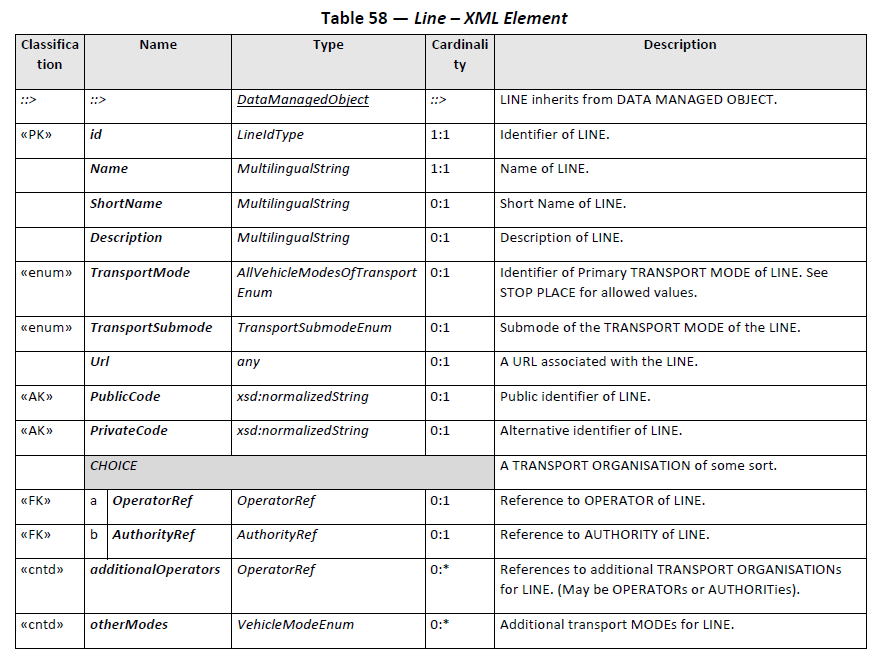 Table 58 — Line – XML Element
Classifica
tion
Name
Type
Cardinali
ty
Description
::> ::> DataManagedObject ::> LINE inherits from DATA MANAGED OBJECT.
«PK» id LineIdType 1:1 Identifier of LINE.
Name MultilingualString 1:1 Name of LINE.
ShortName MultilingualString 0:1 Short Name of LINE.
Description MultilingualString 0:1 Description of LINE.
«enum» TransportMode AllVehicleModesOfTransport 0:1 Identifier of Primary TRANSPORT MODE of LINE. See
Enum STOP PLACE for allowed values.
«enum» TransportSubmode TransportSubmodeEnum 0:1 Submode of the TRANSPORT MODE of the LINE.
Url any 0:1 A URL associated with the LINE.
«AK» PublicCode xsd:normalizedString 0:1 Public identifier of LINE.
«AK» PrivateCode xsd:normalizedString 0:1 Alternative identifier of LINE.
CHOICE A TRANSPORT ORGANISATION of some sort.
«FK» a OperatorRef OperatorRef 0:1 Reference to OPERATOR of LINE.
«FK» b AuthorityRef AuthorityRef 0:1 Reference to AUTHORITY of LINE.
«cntd» additionalOperators OperatorRef 0:* References to additional TRANSPORT ORGANISATIONs
for LINE. (May be OPERATORs or AUTHORITies).
«cntd» otherModes VehicleModeEnum 0:* Additional transport MODEs for LINE.